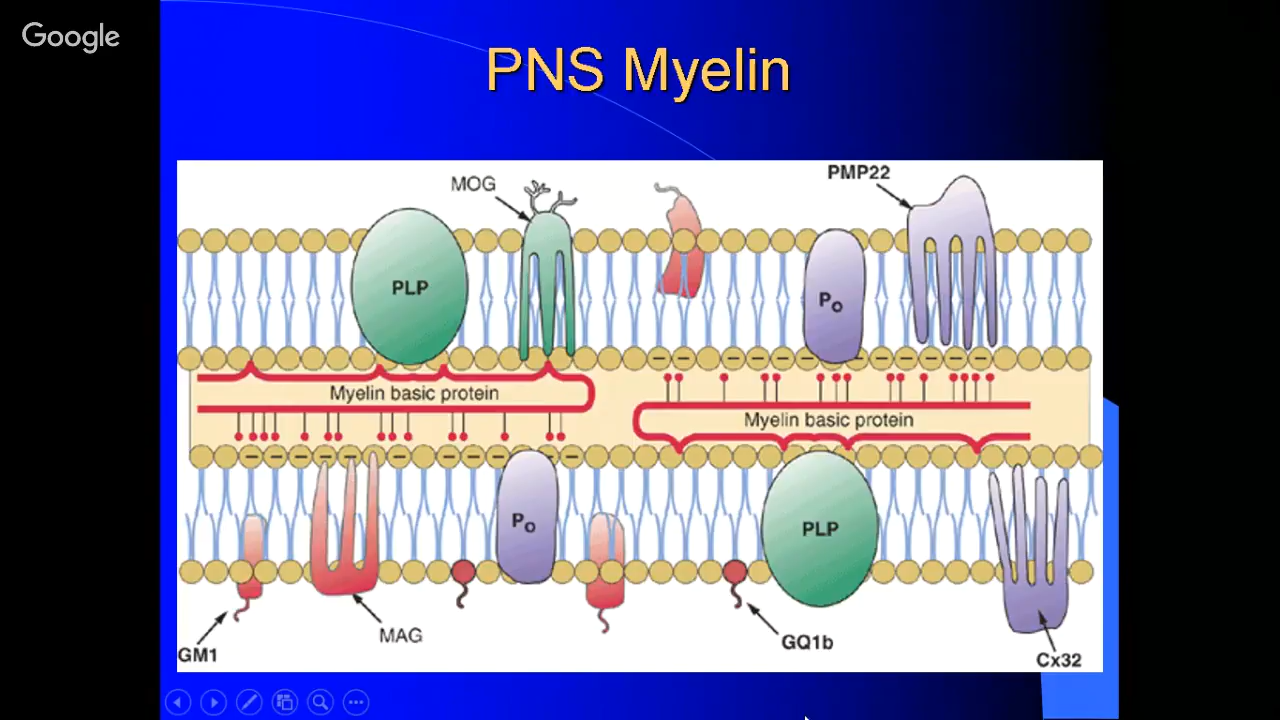 Google
PNS Myelin
MOG
PMP22
PLP
Po
Myelin basic protein
Myelin basic protein
Po
PLP
GM1
MAG
GQ1b
Cx32